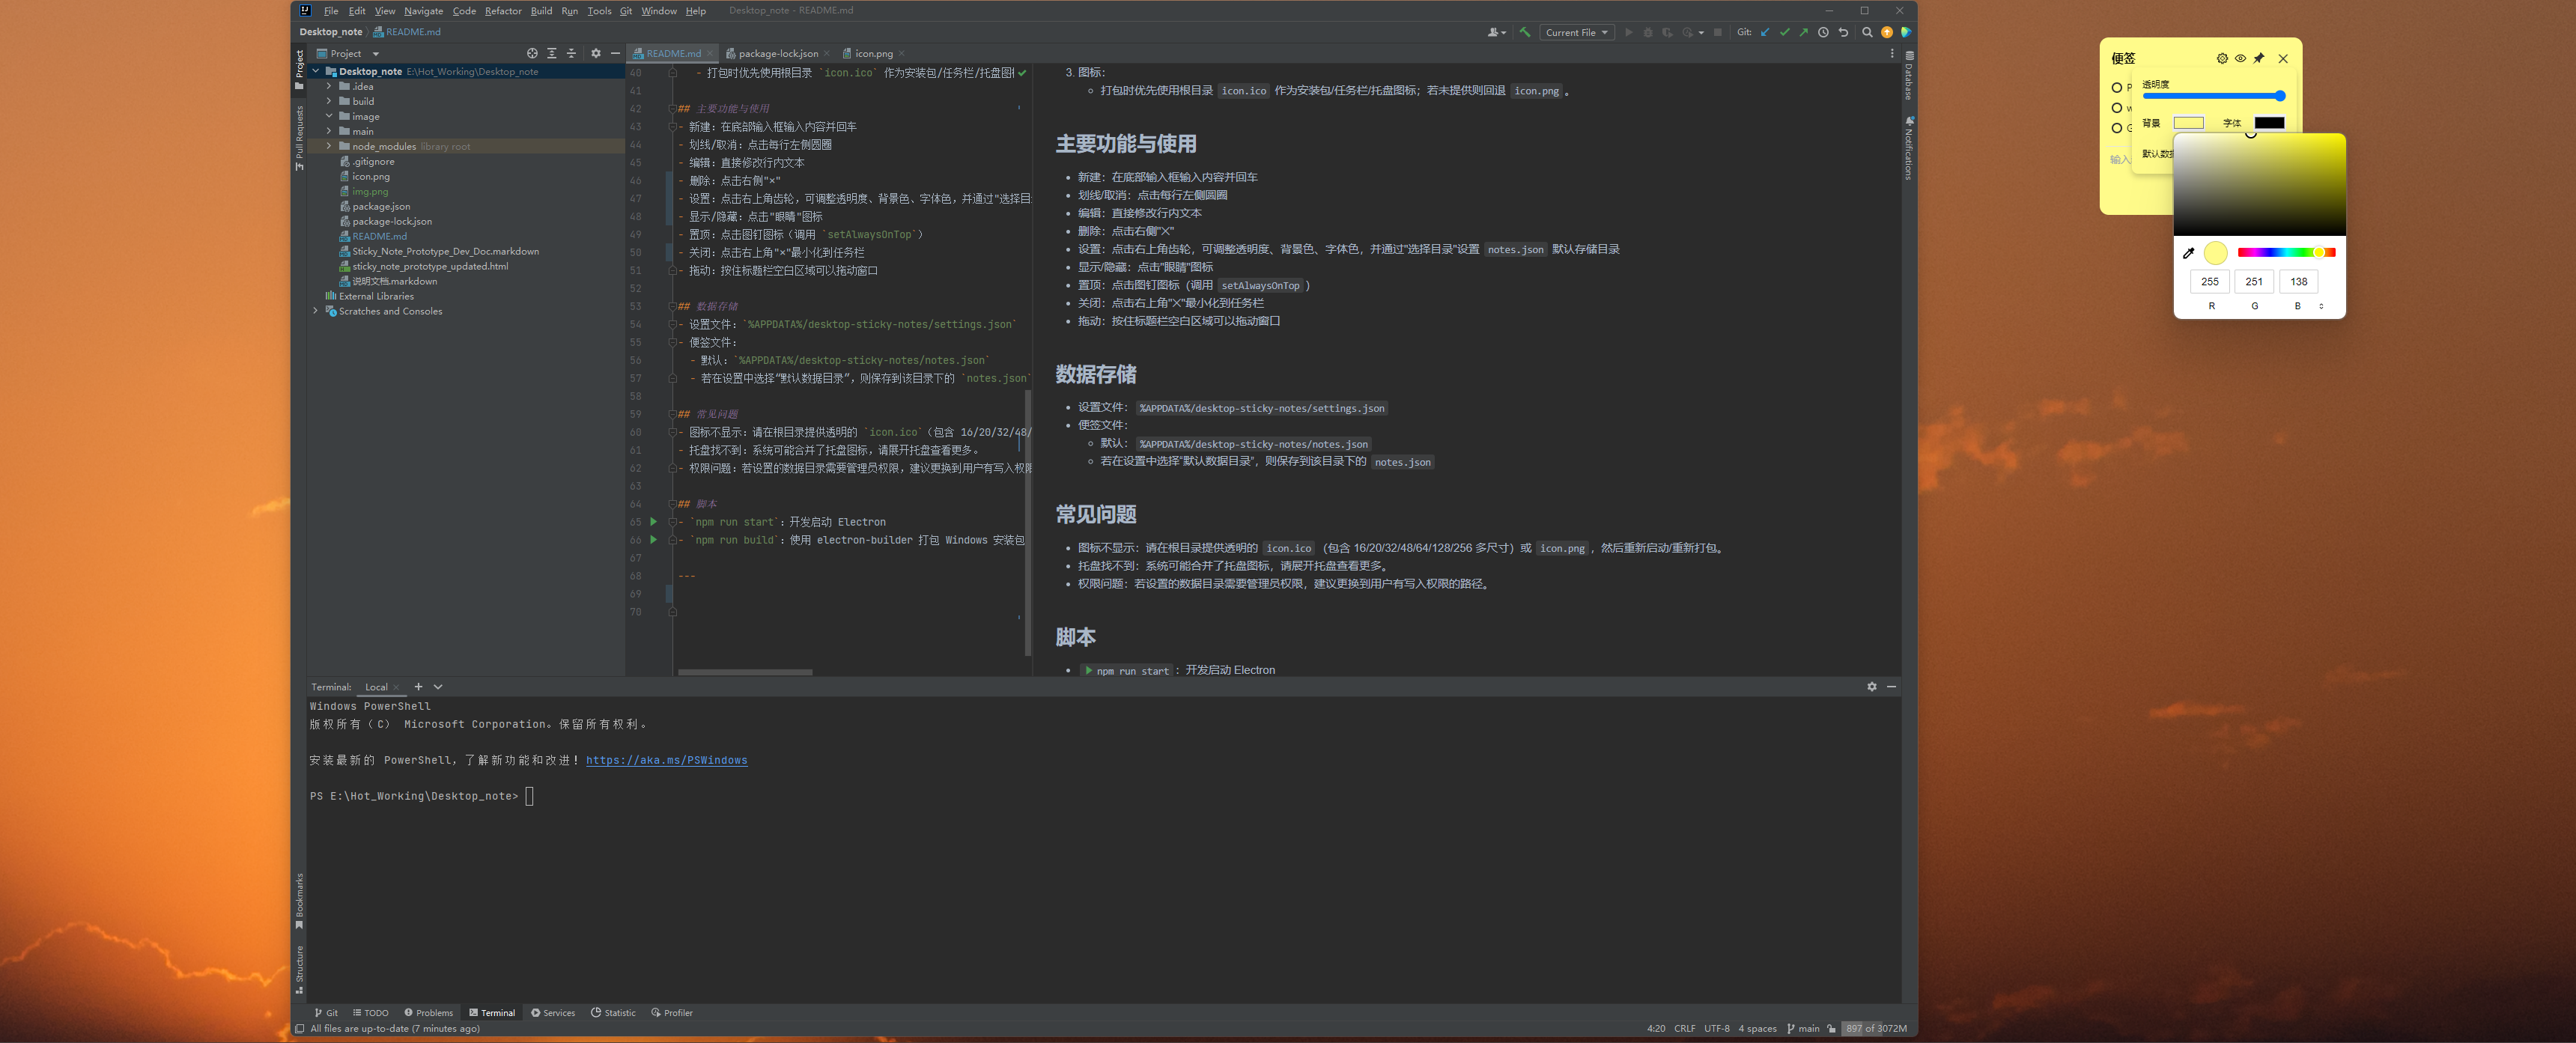 File Edit View Navigate Code Refactor Build Run Tools Git Window Help Desktop_note - README.md
Desktop_note README.md Current File Git:
Project
README.md package-lock.json icon.png
Desktop_note E:\Hot_Working\Desktop_note
.idea
build
image
main
node_modules library root
.gitignore
icon.png
img.png
package.json
package-lock.json
README.md
Sticky_Note_Prototype_Dev_Doc.markdown
sticky_note_prototype_updated.html
说明文档.markdown
External Libraries
Scratches and Consoles
Project
Pull Requests
Bookmarks
Structure
40 - 打包时优先使用根目录 `icon.ico` 作为安装包/任务栏/托盘图标
41
42 ## 主要功能与使用
43 - 新建：在底部输入框输入内容并回车
44 - 划线/取消：点击每行左侧圆圈
45 - 编辑：直接修改行内文本
46 - 删除：点击右侧"×"
47 - 设置：点击右上角齿轮，可调整透明度、背景色、字体色，并通过"选择目
48 - 显示/隐藏：点击"眼睛"图标
49 - 置顶：点击图钉图标（调用 `setAlwaysOnTop`）
50 - 关闭：点击右上角"×"最小化到任务栏
51 - 拖动：按住标题栏空白区域可以拖动窗口
52
53 ## 数据存储
54 - 设置文件：`%APPDATA%/desktop-sticky-notes/settings.json`
55 - 便签文件：
56 - 默认：`%APPDATA%/desktop-sticky-notes/notes.json`
57 - 若在设置中选择“默认数据目录”，则保存到该目录下的 `notes.json`
58
59 ## 常见问题
60 - 图标不显示：请在根目录提供透明的 `icon.ico`（包含 16/20/32/48/
61 - 托盘找不到：系统可能合并了托盘图标，请展开托盘查看更多。
62 - 权限问题：若设置的数据目录需要管理员权限，建议更换到用户有写入权限
63
64 ## 脚本
65 - `npm run start`：开发启动 Electron
66 - `npm run build`：使用 electron-builder 打包 Windows 安装包
67
68 ---
69
70
3. 图标：
打包时优先使用根目录 icon.ico 作为安装包/任务栏/托盘图标；若未提供则回退 icon.png 。
主要功能与使用
新建：在底部输入框输入内容并回车
划线/取消：点击每行左侧圆圈
编辑：直接修改行内文本
删除：点击右侧"×"
设置：点击右上角齿轮，可调整透明度、背景色、字体色，并通过"选择目录"设置 notes.json 默认存储目录
显示/隐藏：点击"眼睛"图标
置顶：点击图钉图标（调用 setAlwaysOnTop ）
关闭：点击右上角"×"最小化到任务栏
拖动：按住标题栏空白区域可以拖动窗口
数据存储
设置文件： %APPDATA%/desktop-sticky-notes/settings.json
便签文件：
默认： %APPDATA%/desktop-sticky-notes/notes.json
若在设置中选择“默认数据目录”，则保存到该目录下的 notes.json
常见问题
图标不显示：请在根目录提供透明的 icon.ico （包含 16/20/32/48/64/128/256 多尺寸）或 icon.png ，然后重新启动/重新打包。
托盘找不到：系统可能合并了托盘图标，请展开托盘查看更多。
权限问题：若设置的数据目录需要管理员权限，建议更换到用户有写入权限的路径。
脚本
npm run start ：开发启动 Electron
Database
Notifications
Terminal: Local
Windows PowerShell
版权所有（C） Microsoft Corporation。保留所有权利。
安装最新的 PowerShell，了解新功能和改进！https://aka.ms/PSWindows
PS E:\Hot_Working\Desktop_note>
Git TODO Problems Terminal Services Statistic Profiler
All files are up-to-date (7 minutes ago) 4:20 CRLF UTF-8 4 spaces main 897 of 3072M
便签
透明度
背景 字体
默认数
输入
255 251 138
R G B